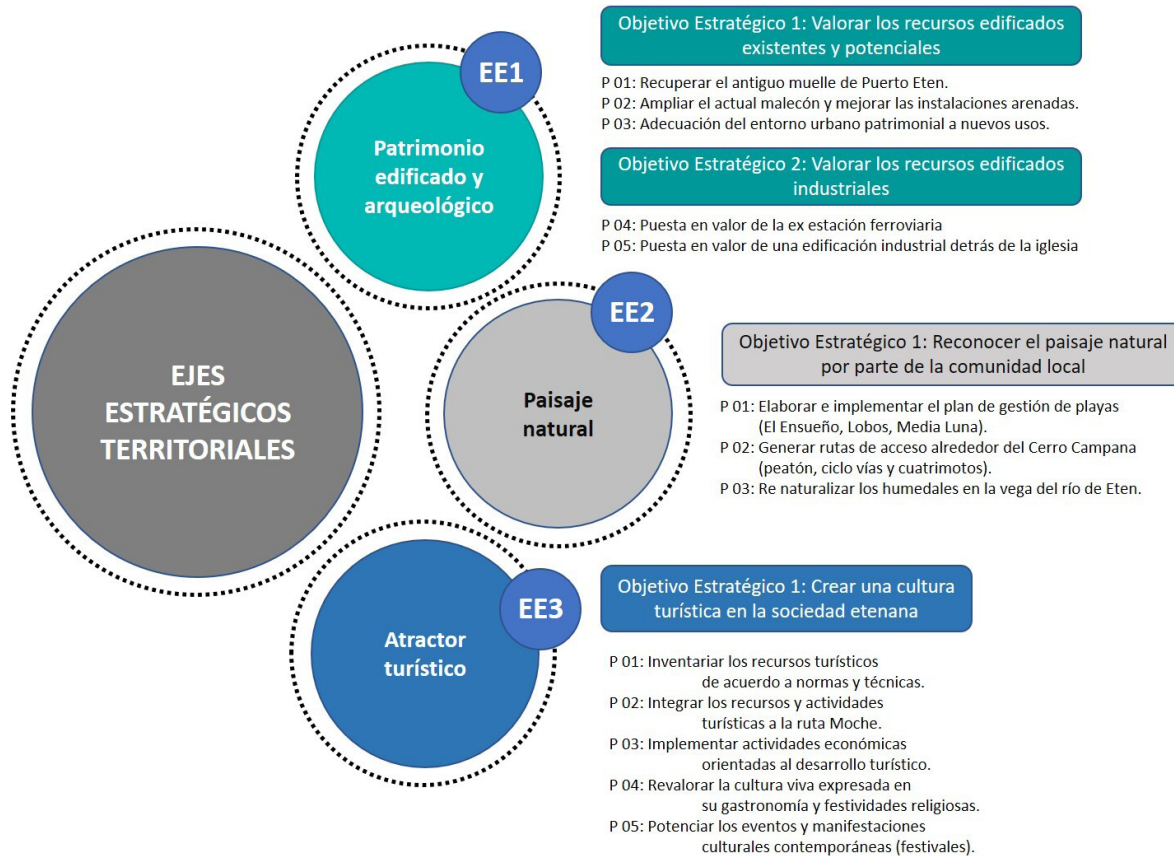 EJES
ESTRATÉGICOS
TERRITORIALES
EE1
Patrimonio
edificado y
arqueológico
Objetivo Estratégico 1: Valorar los recursos edificados
existentes y potenciales
P 01: Recuperar el antiguo muelle de Puerto Eten.
P 02: Ampliar el actual malecón y mejorar las instalaciones arenadas.
P 03: Adecuación del entorno urbano patrimonial a nuevos usos.
Objetivo Estratégico 2: Valorar los recursos edificados
industriales
P 04: Puesta en valor de la ex estación ferroviaria
P 05: Puesta en valor de una edificación industrial detrás de la iglesia
EE2
Paisaje
natural
Objetivo Estratégico 1: Reconocer el paisaje natural
por parte de la comunidad local
P 01: Elaborar e implementar el plan de gestión de playas
(El Ensueño, Lobos, Media Luna).
P 02: Generar rutas de acceso alrededor del Cerro Campana
(peatón, ciclo vías y cuatrimotos).
P 03: Re naturalizar los humedales en la vega del río de Eten.
EE3
Atractor
turístico
Objetivo Estratégico 1: Crear una cultura
turística en la sociedad etenana
P 01: Inventariar los recursos turísticos
de acuerdo a normas y técnicas.
P 02: Integrar los recursos y actividades
turísticas a la ruta Moche.
P 03: Implementar actividades económicas
orientadas al desarrollo turístico.
P 04: Revalorar la cultura viva expresada en
su gastronomía y festividades religiosas.
P 05: Potenciar los eventos y manifestaciones
culturales contemporáneas (festivales).